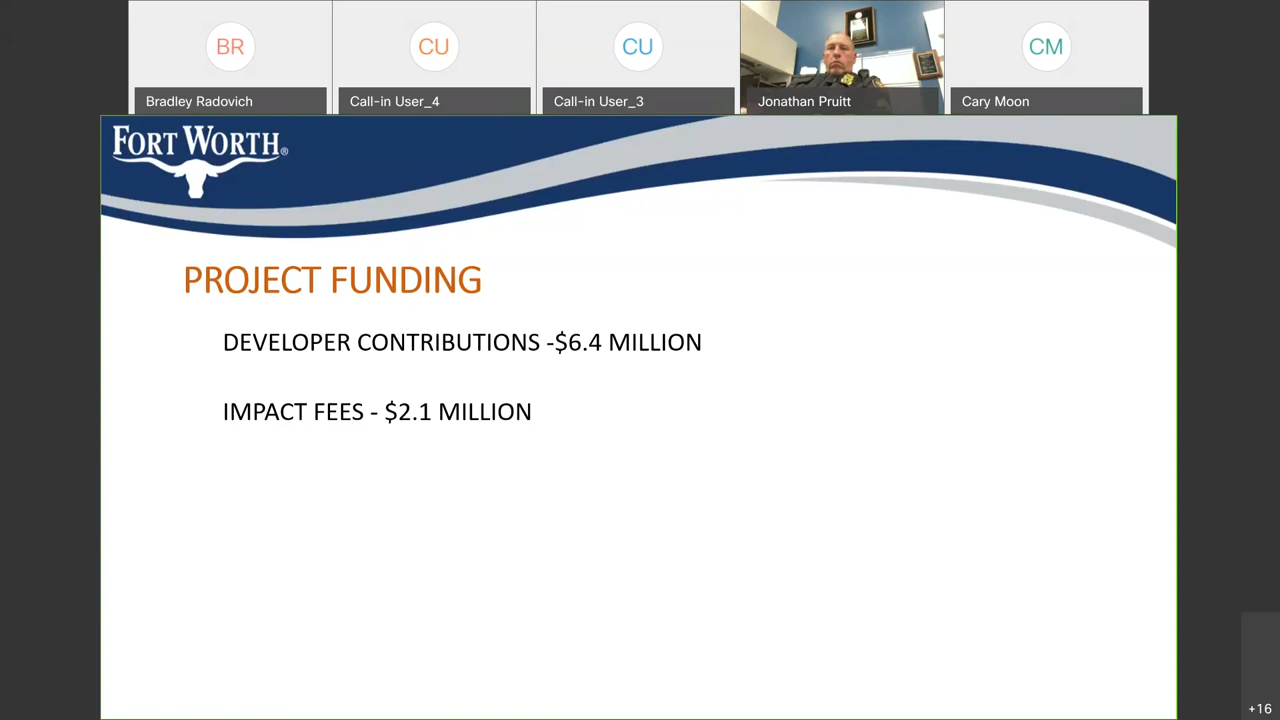 BR
CU
CU
CM
Bradley Radovich
Call-in User_4
Call-in User_3
Jonathan Pruitt
Cary Moon
FORT WORTH®
PROJECT FUNDING
DEVELOPER CONTRIBUTIONS -$6.4 MILLION
IMPACT FEES - $2.1 MILLION
+16